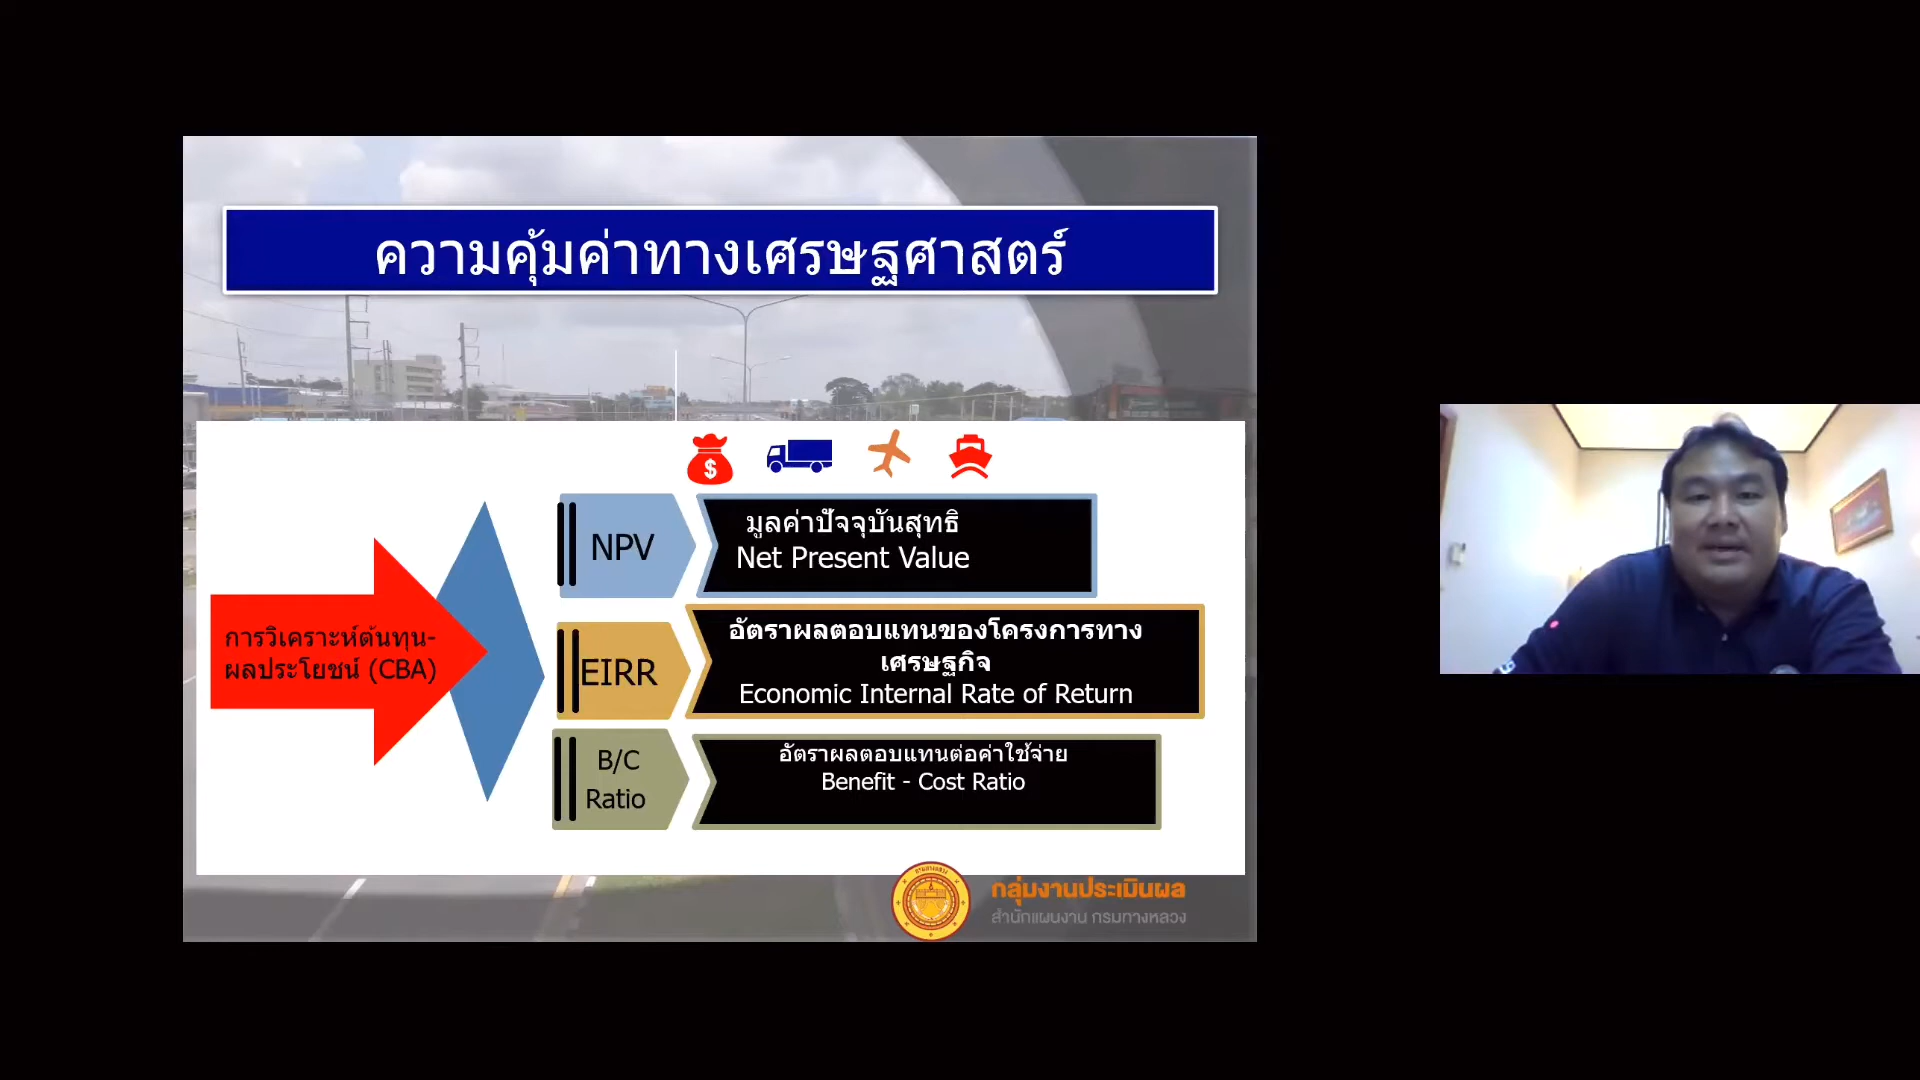 ความคุ้มค่าทางเศรษฐศาสตร์
$
การวิเคราะห์ต้นทุน-
ผลประโยชน์ (CBA)
NPV
มูลค่าปัจจุบันสุทธิ
Net Present Value
EIRR
อัตราผลตอบแทนของโครงการทาง
เศรษฐกิจ
Economic Internal Rate of Return
B/C
Ratio
อัตราผลตอบแทนต่อค่าใช้จ่าย
Benefit - Cost Ratio
กลุ่มงานประเมินผล
สำนักแผนงาน กรมทางหลวง